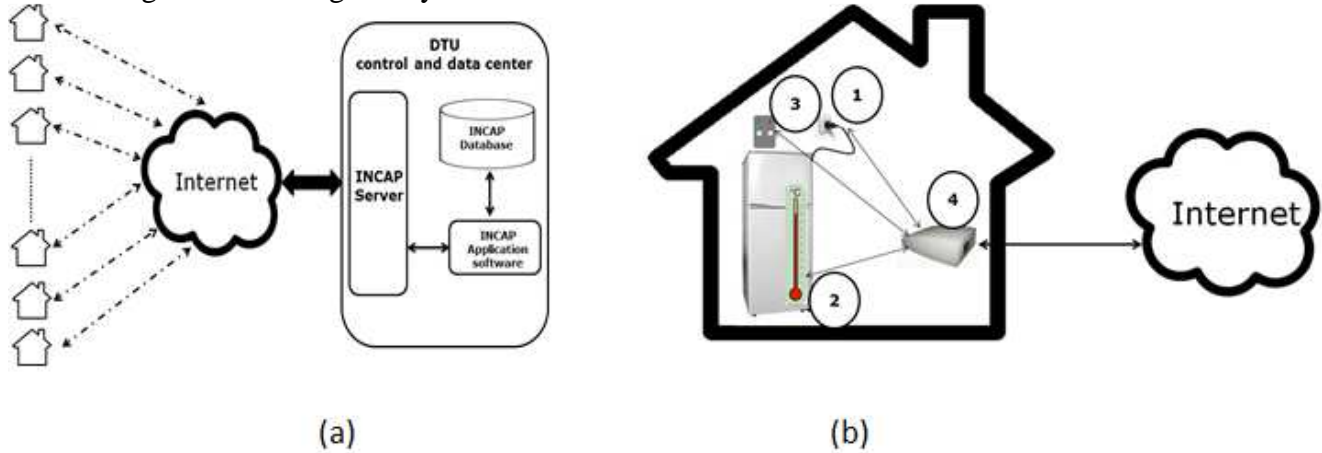 DTU
control and data center
INCAP
Database
Internet
INCAP
Server
INCAP
Application
software
3
1
°C
4
2
Internet
(a)
(b)